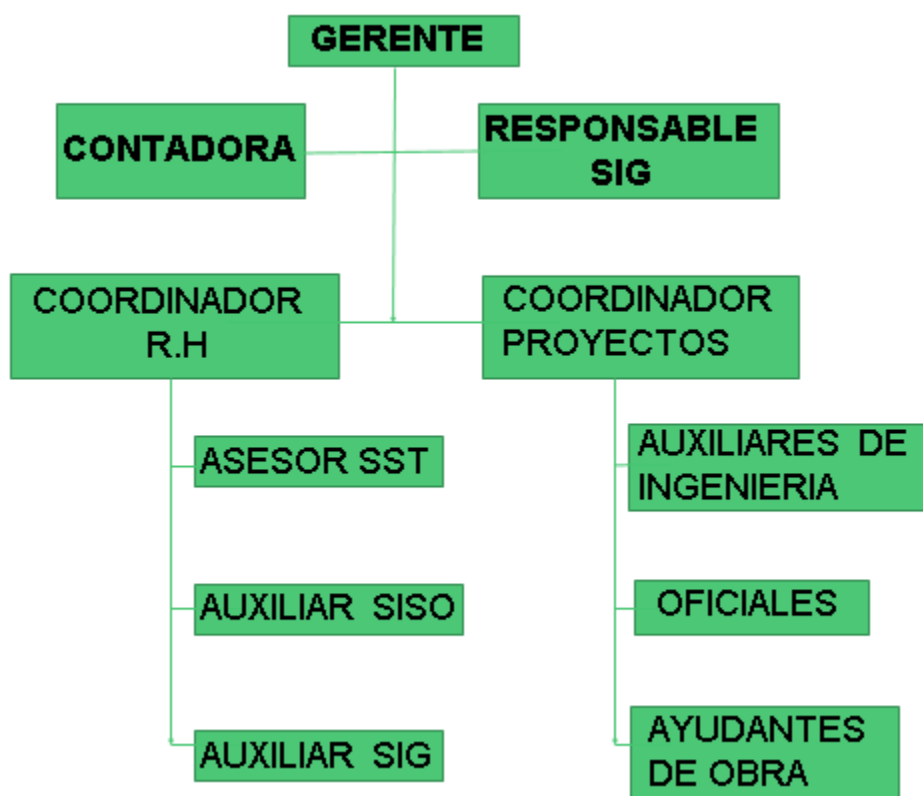 GERENTE
CONTADORA
RESPONSABLE
SIG
COORDINADOR
R.H
COORDINADOR
PROYECTOS
ASESOR SST
AUXILIAR SISO
AUXILIAR SIG
AUXILIARES DE
INGENIERIA
OFICIALES
AYUDANTES
DE OBRA